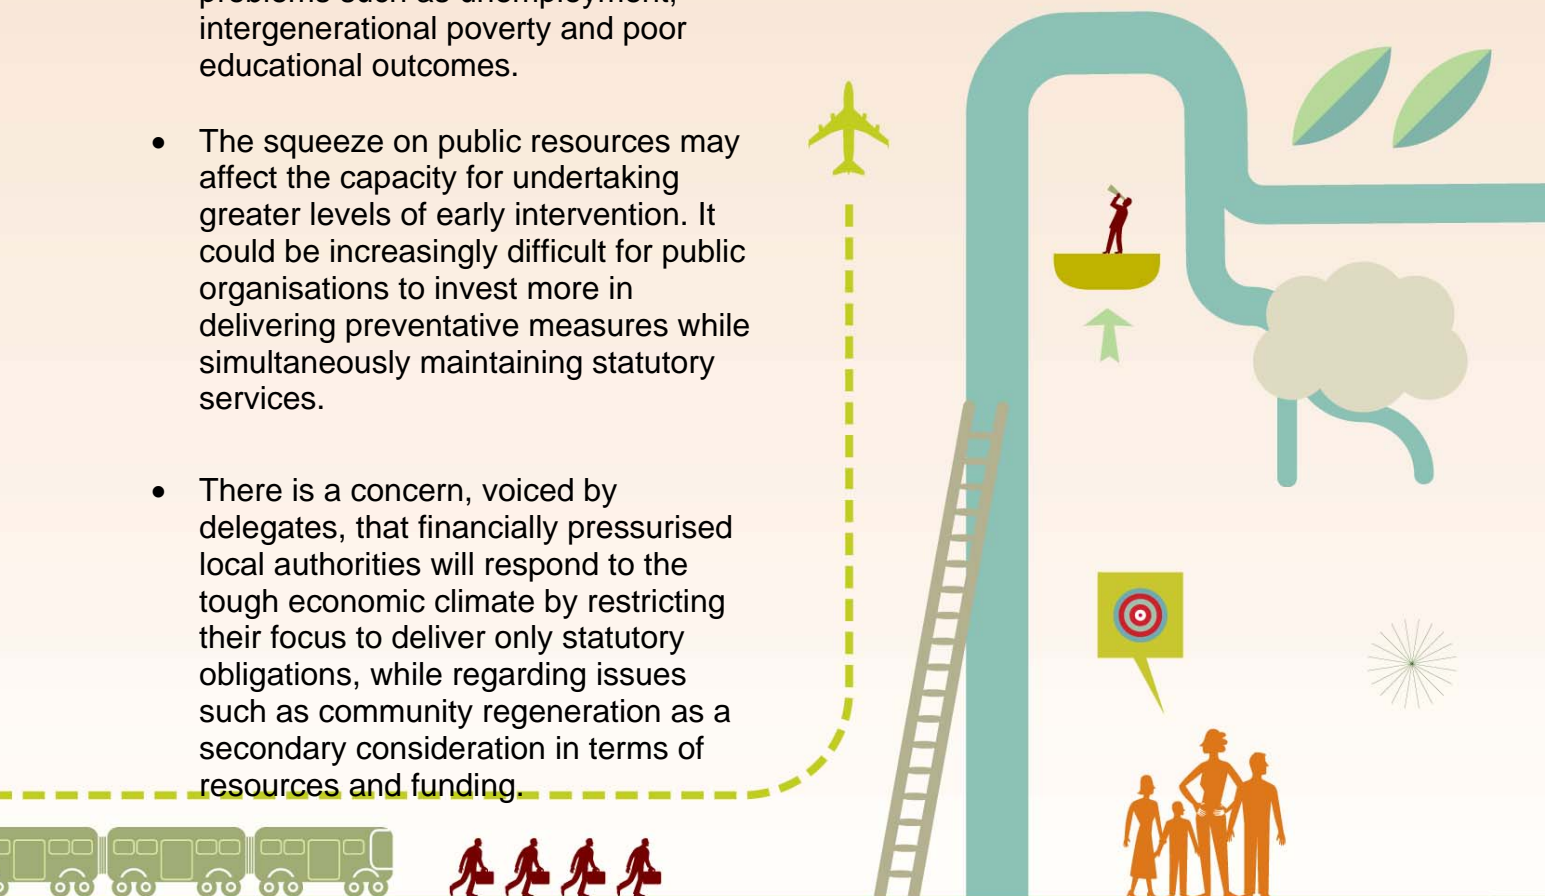 problems such as unemployment,
intergenerational poverty and poor
educational outcomes.
• The squeeze on public resources may
affect the capacity for undertaking
greater levels of early intervention. It
could be increasingly difficult for public
organisations to invest more in
delivering preventative measures while
simultaneously maintaining statutory
services.
• There is a concern, voiced by
delegates, that financially pressurised
local authorities will respond to the
tough economic climate by restricting
their focus to deliver only statutory
obligations, while regarding issues
such as community regeneration as a
secondary consideration in terms of
resources and funding.